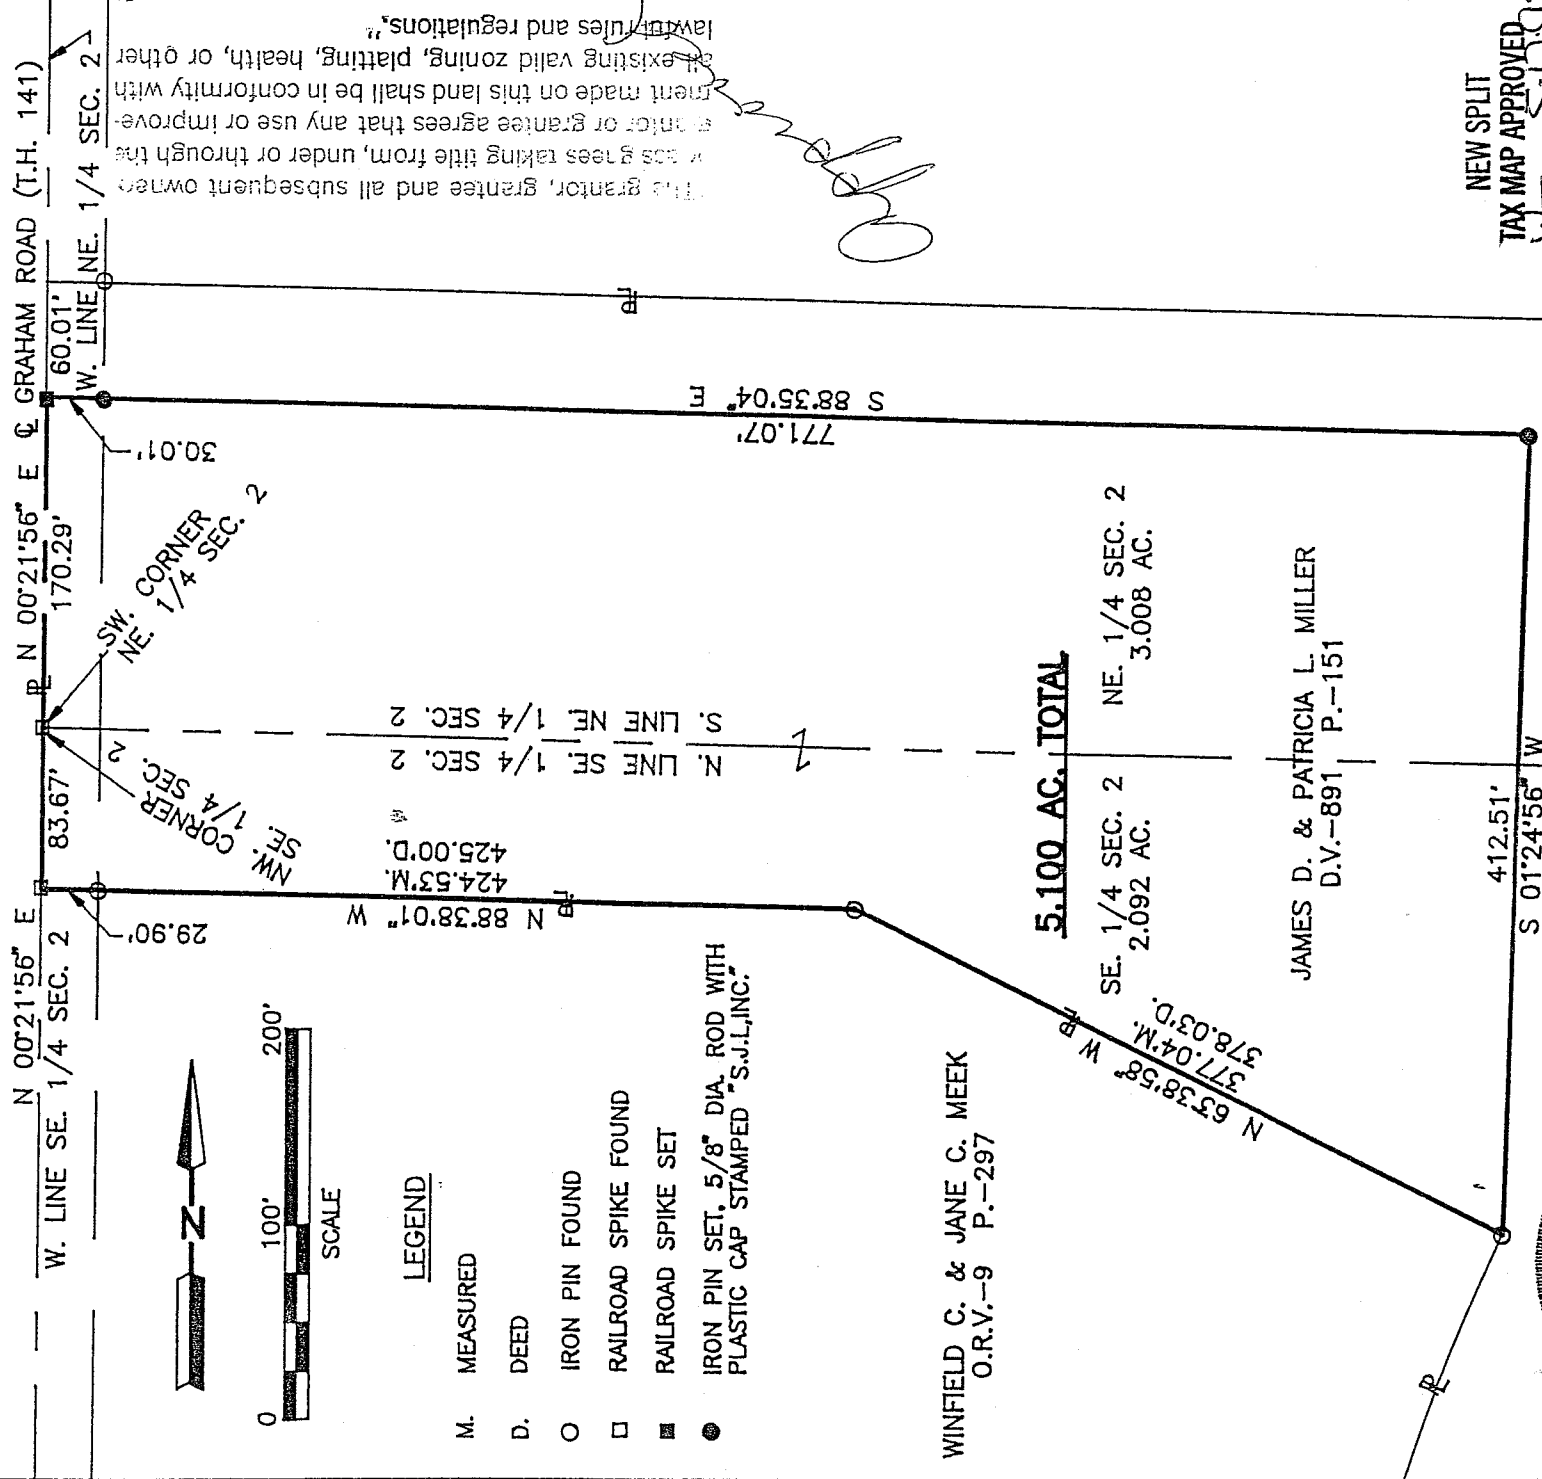 N 00°21'56" E
W. LINE SE. 1/4 SEC. 2
83.67'
29.90'
N 00°21'56" E
170.29'
℄ GRAHAM ROAD (T.H. 141)
60.01'
W. LINE NE. 1/4 SEC. 2
30.01'
SW. CORNER
NE. 1/4 SEC. 2
NW. CORNER
SE. 1/4 SEC. 2
S. LINE NE. 1/4 SEC. 2
N. LINE SE. 1/4 SEC. 2
425.00'D.
424.53'M.
N 88°38'01" W
S 88°35'04" E
771.07'
N
0 100' 200'
SCALE
LEGEND
M. MEASURED
D. DEED
IRON PIN FOUND
RAILROAD SPIKE FOUND
RAILROAD SPIKE SET
IRON PIN SET, 5/8" DIA. ROD WITH
PLASTIC CAP STAMPED "S.J.L,INC."
5.100 AC. TOTAL
SE. 1/4 SEC. 2
2.092 AC.
NE. 1/4 SEC. 2
3.008 AC.
JAMES D. & PATRICIA L. MILLER
D.V.-891 P.-151
WINFIELD C. & JANE C. MEEK
O.R.V.-9 P.-297
378.03'D.
377.04'M.
N 63°38'58" W
412.51'
S 01°24'56" W
PL
PL
PL
PL
PL
grantor, grantee and all subsequent owner
taking title from, under or through the
or grantee agrees that any use or improve-
ment made on this land shall be in conformity with
all existing valid zoning, platting, health, or other
lawful rules and regulations,"
NEW SPLIT
TAX MAP APPROVED